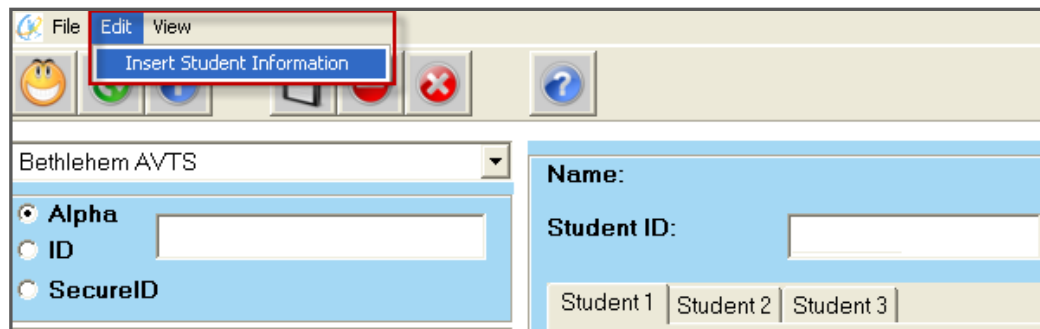 File Edit View
Insert Student Information
Bethlehem AVTS
Alpha
ID
SecureID
Name:
Student ID:
Student 1 Student 2 Student 3